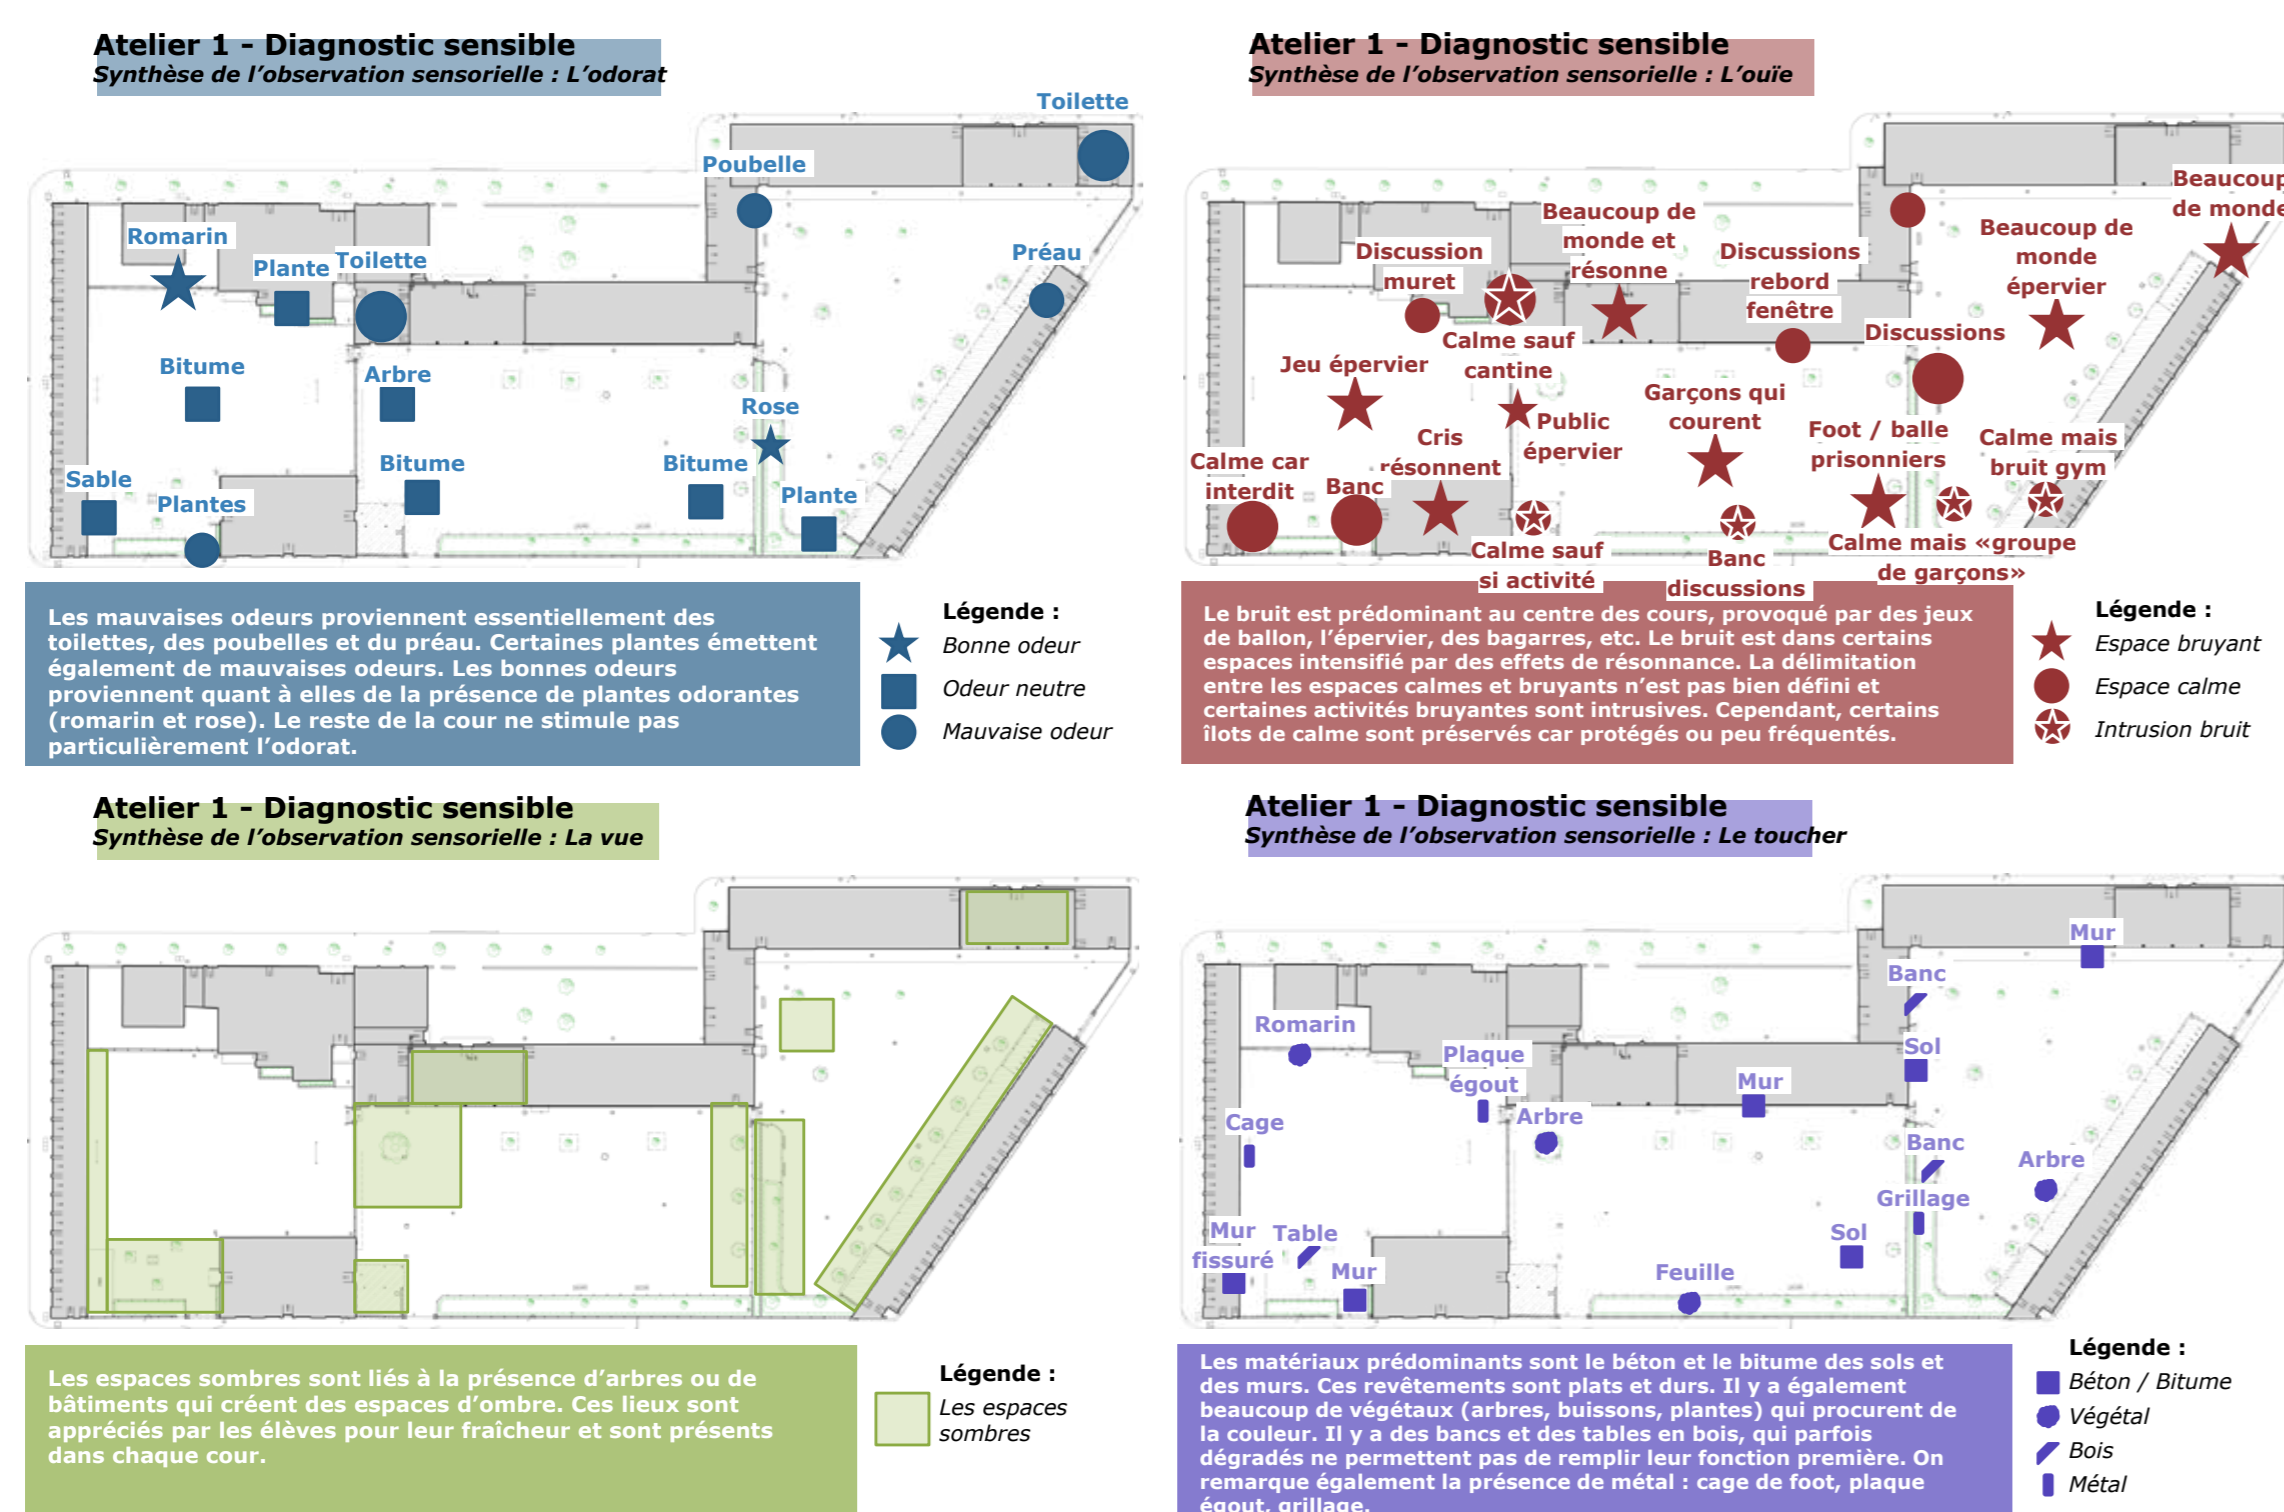 Atelier 1 - Diagnostic sensible
Synthèse de l’observation sensorielle : L’odorat
Toilette
Poubelle
Romarin
Plante
Toilette
Préau
Bitume
Arbre
Rose
Sable
Bitume
Bitume
Plantes
Plante
Les mauvaises odeurs proviennent essentiellement des
toilettes, des poubelles et du préau. Certaines plantes émettent
également de mauvaises odeurs. Les bonnes odeurs
proviennent quant à elles de la présence de plantes odorantes
(romarin et rose). Le reste de la cour ne stimule pas
particulièrement l’odorat.
Légende :
Bonne odeur
Odeur neutre
Mauvaise odeur
Atelier 1 - Diagnostic sensible
Synthèse de l’observation sensorielle : L’ouïe
Beaucoup
de monde
Beaucoup de
monde et
résonne
Beaucoup de
monde
épervier
Discussion
muret
Discussions
rebord
fenêtre
Calme sauf
cantine
Discussions
Jeu épervier
Garçons qui
courent
Public
épervier
Cris
résonnent
Foot / balle
prisonniers
Calme mais
bruit gym
Calme car
interdit
Banc
Calme sauf
si activité
Banc
discussions
Calme mais «groupe
de garçons»
Le bruit est prédominant au centre des cours, provoqué par des jeux
de ballon, l’épervier, des bagarres, etc. Le bruit est dans certains
espaces intensifié par des effets de résonnance. La délimitation
entre les espaces calmes et bruyants n’est pas bien défini et
certaines activités bruyantes sont intrusives. Cependant, certains
îlots de calme sont préservés car protégés ou peu fréquentés.
Légende :
Espace bruyant
Espace calme
Intrusion bruit
Atelier 1 - Diagnostic sensible
Synthèse de l’observation sensorielle : La vue
Les espaces sombres sont liés à la présence d’arbres ou de
bâtiments qui créent des espaces d’ombre. Ces lieux sont
appréciés par les élèves pour leur fraîcheur et sont présents
dans chaque cour.
Légende :
Les espaces
sombres
Atelier 1 - Diagnostic sensible
Synthèse de l’observation sensorielle : Le toucher
Mur
Banc
Romarin
Plaque
égout
Sol
Mur
Cage
Arbre
Banc
Arbre
Grillage
Mur
fissuré
Table
Sol
Mur
Feuille
Les matériaux prédominants sont le béton et le bitume des sols et
des murs. Ces revêtements sont plats et durs. Il y a également
beaucoup de végétaux (arbres, buissons, plantes) qui procurent de
la couleur. Il y a des bancs et des tables en bois, qui parfois
dégradés ne permettent pas de remplir leur fonction première. On
remarque également la présence de métal : cage de foot, plaque
égout, grillage.
Légende :
Béton / Bitume
Végétal
Bois
Métal